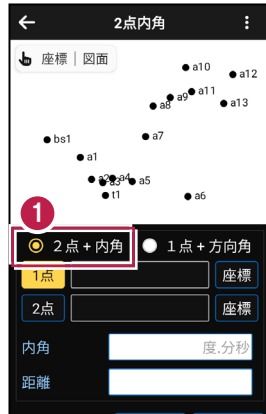 2点内角
座標｜図面
a10
a12
a11
a9
a8
a13
a7
bs1
a1
a2
a3
a4
a5
t1
a6
1
２点＋内角 １点＋方向角
1点 座標
2点 座標
内角 度.分秒
距離